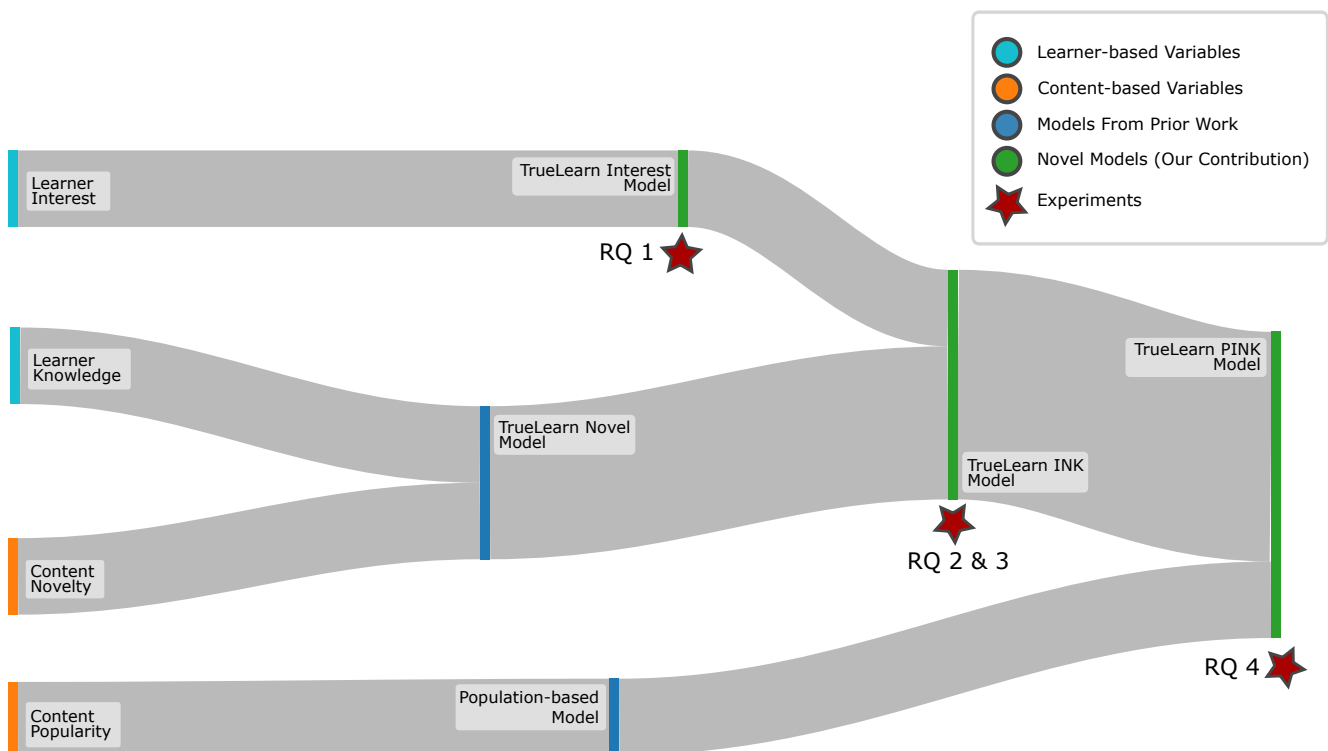 Learner-based Variables
Content-based Variables
Models From Prior Work
Novel Models (Our Contribution)
Experiments
Learner
Interest
TrueLearn Interest
Model
RQ 1
Learner
Knowledge
TrueLearn Novel
Model
TrueLearn PINK
Model
TrueLearn INK
Model
RQ 2 & 3
Content
Novelty
RQ 4
Population-based
Model
Content
Popularity